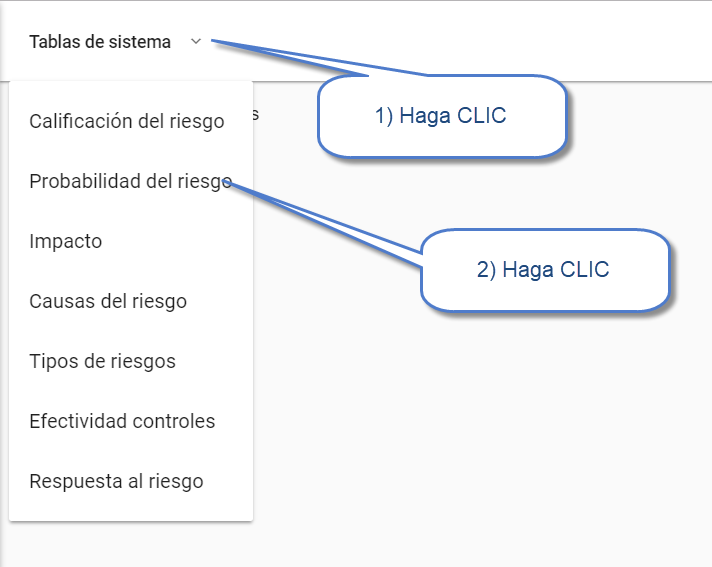 Tablas de sistema
1) Haga CLIC
Calificación del riesgo
s
Probabilidad del riesgo
Impacto
2) Haga CLIC
Causas del riesgo
Tipos de riesgos
Efectividad controles
Respuesta al riesgo